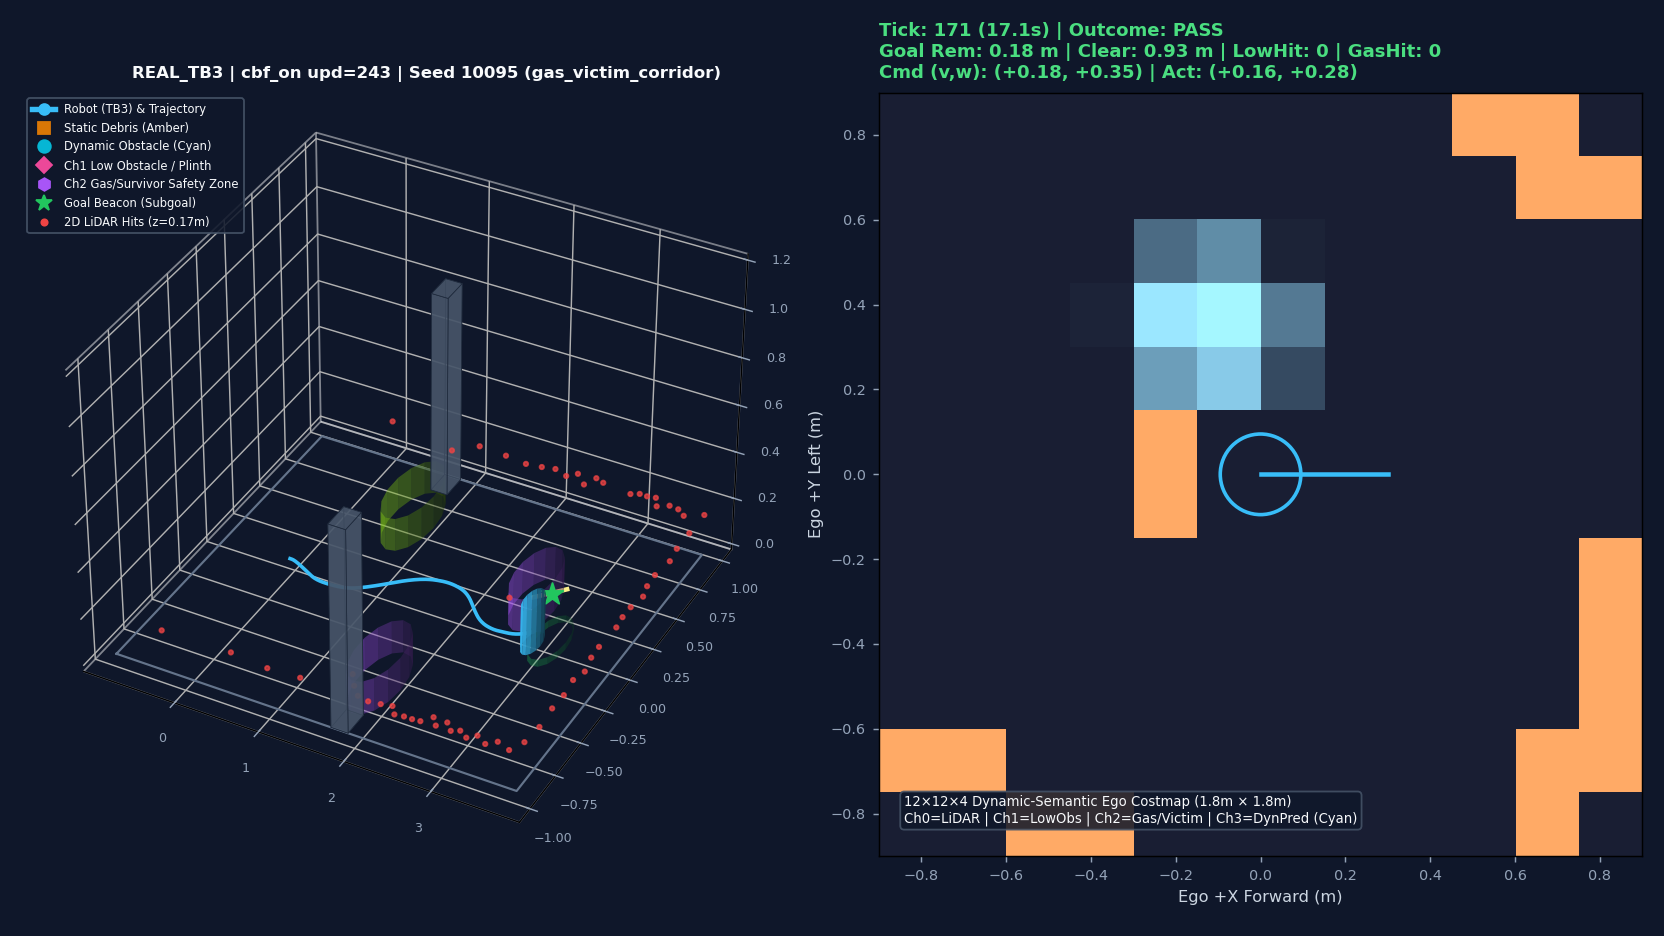 REAL_TB3 | cbf_on upd=243 | Seed 10095 (gas_victim_corridor)
Robot (TB3) & Trajectory
Static Debris (Amber)
Dynamic Obstacle (Cyan)
Ch1 Low Obstacle / Plinth
Ch2 Gas/Survivor Safety Zone
Goal Beacon (Subgoal)
2D LiDAR Hits (z=0.17m)
1.2
1.0
0.8
0.6
0.4
0.2
0.0
1.00
0.75
0.50
0.25
0.00
−0.25
−0.50
−0.75
−1.00
0
1
2
3
Tick: 171 (17.1s) | Outcome: PASS
Goal Rem: 0.18 m | Clear: 0.93 m | LowHit: 0 | GasHit: 0
Cmd (v,w): (+0.18, +0.35) | Act: (+0.16, +0.28)
Ego +Y Left (m)
0.8
0.6
0.4
0.2
0.0
−0.2
−0.4
−0.6
−0.8
12×12×4 Dynamic-Semantic Ego Costmap (1.8m × 1.8m)
Ch0=LiDAR | Ch1=LowObs | Ch2=Gas/Victim | Ch3=DynPred (Cyan)
−0.8 −0.6 −0.4 −0.2 0.0 0.2 0.4 0.6 0.8
Ego +X Forward (m)